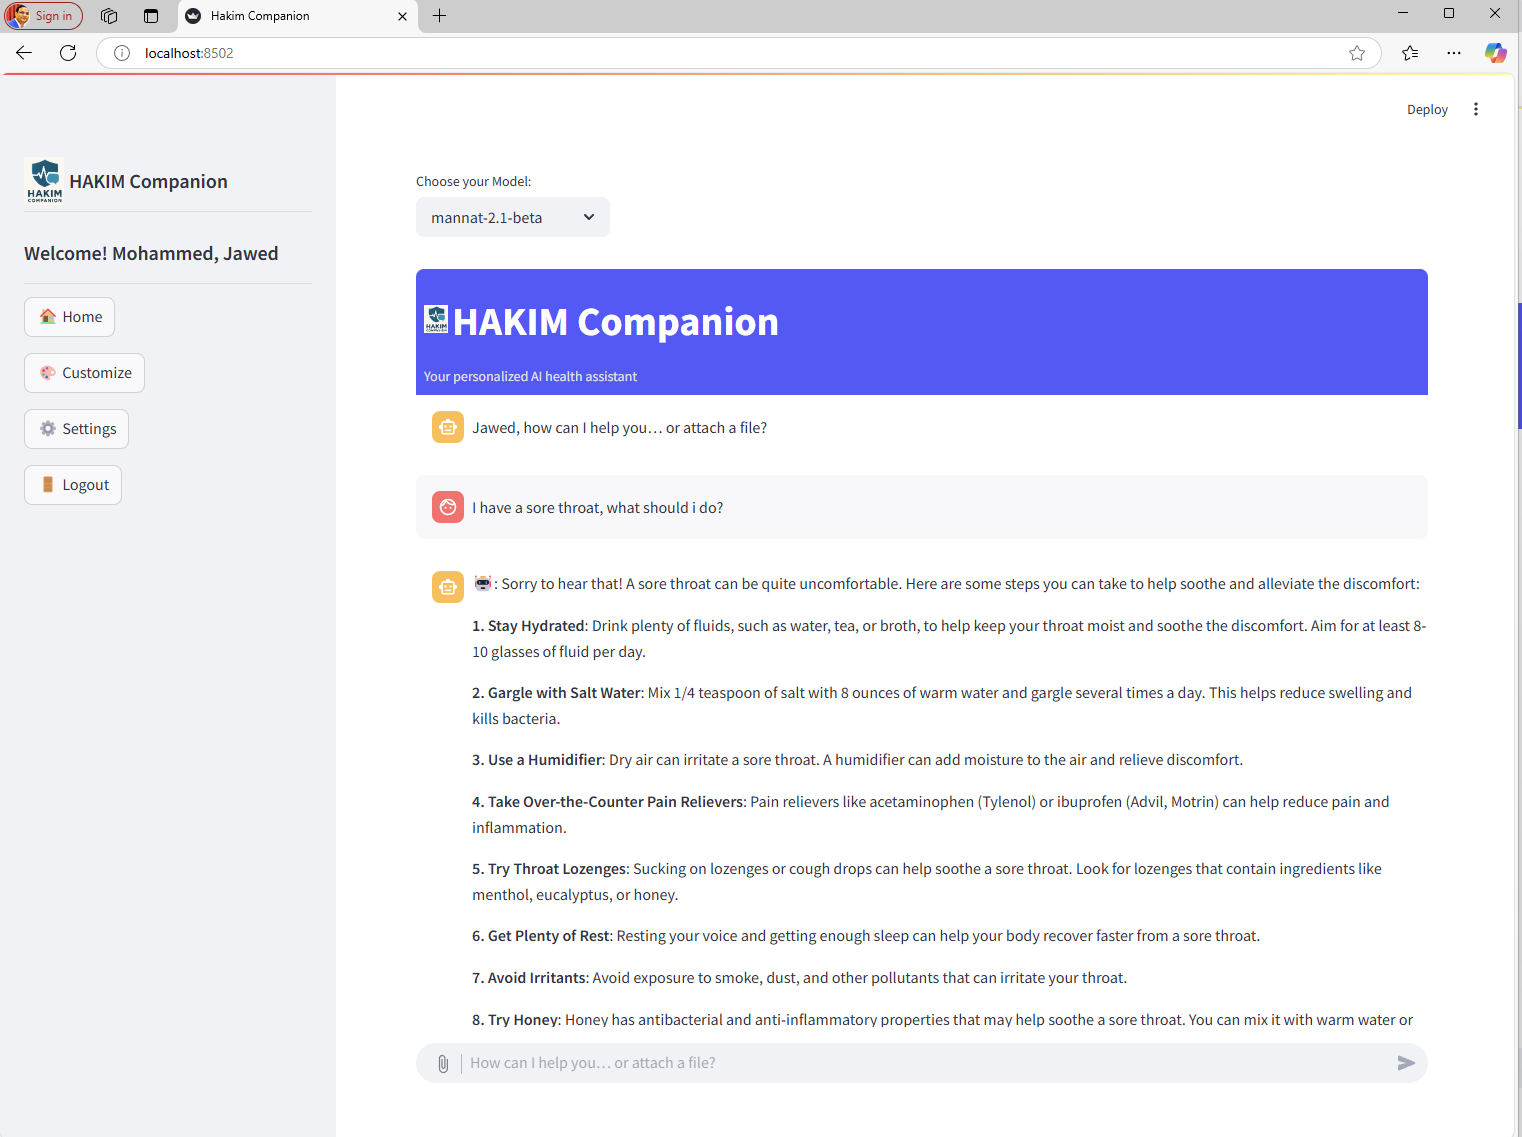 Sign in
Hakim Companion
localhost:8502
Deploy
HAKIM
COMPANION
HAKIM Companion
Welcome! Mohammed, Jawed
Home
Customize
Settings
Logout
Choose your Model:
mannat-2.1-beta
HAKIM
HAKIM Companion
Your personalized AI health assistant
Jawed, how can I help you… or attach a file?
I have a sore throat, what should i do?
: Sorry to hear that! A sore throat can be quite uncomfortable. Here are some steps you can take to help soothe and alleviate the discomfort:
1. Stay Hydrated: Drink plenty of fluids, such as water, tea, or broth, to help keep your throat moist and soothe the discomfort. Aim for at least 8-
10 glasses of fluid per day.
2. Gargle with Salt Water: Mix 1/4 teaspoon of salt with 8 ounces of warm water and gargle several times a day. This helps reduce swelling and
kills bacteria.
3. Use a Humidifier: Dry air can irritate a sore throat. A humidifier can add moisture to the air and relieve discomfort.
4. Take Over-the-Counter Pain Relievers: Pain relievers like acetaminophen (Tylenol) or ibuprofen (Advil, Motrin) can help reduce pain and
inflammation.
5. Try Throat Lozenges: Sucking on lozenges or cough drops can help soothe a sore throat. Look for lozenges that contain ingredients like
menthol, eucalyptus, or honey.
6. Get Plenty of Rest: Resting your voice and getting enough sleep can help your body recover faster from a sore throat.
7. Avoid Irritants: Avoid exposure to smoke, dust, and other pollutants that can irritate your throat.
8. Try Honey: Honey has antibacterial and anti-inflammatory properties that may help soothe a sore throat. You can mix it with warm water or
How can I help you… or attach a file?